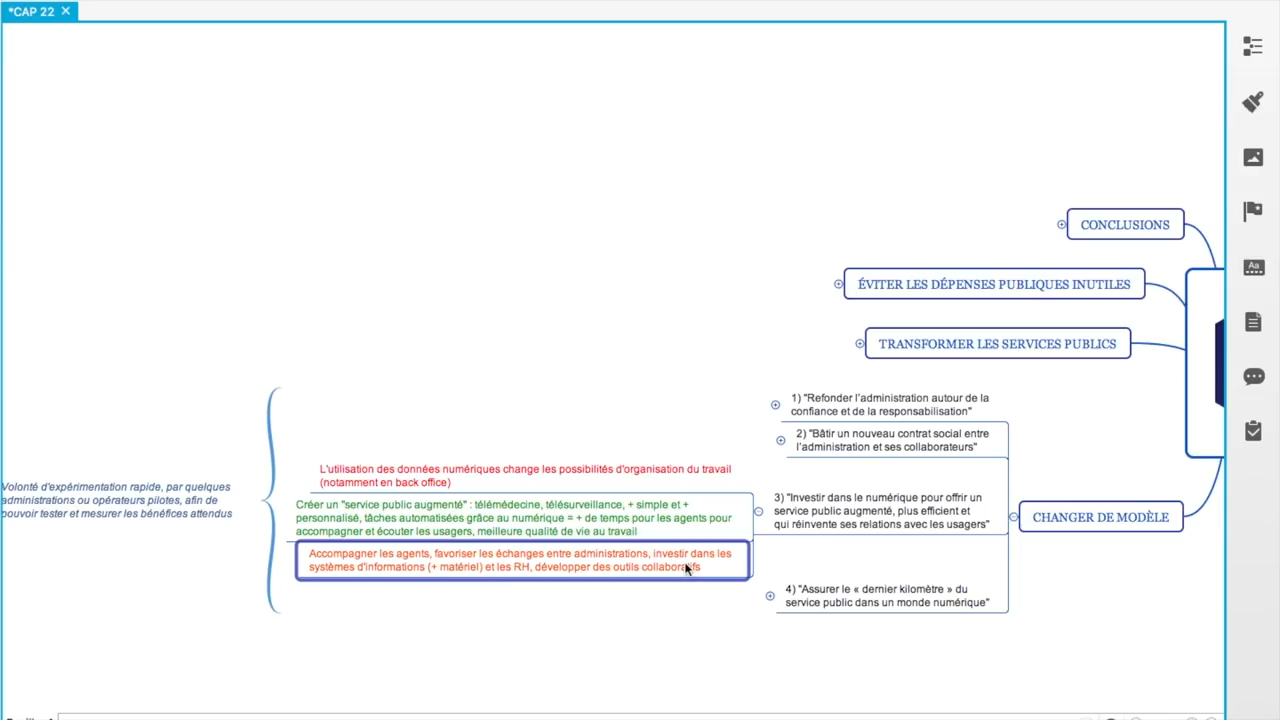 *CAP 22 ×
CONCLUSIONS
ÉVITER LES DÉPENSES PUBLIQUES INUTILES
TRANSFORMER LES SERVICES PUBLICS
1) "Refonder l'administration autour de la
confiance et de la responsabilisation"
2) "Bâtir un nouveau contrat social entre
l'administration et ses collaborateurs"
L'utilisation des données numériques change les possibilités d'organisation du travail
(notamment en back office)
Créer un "service public augmenté" : télémédecine, télésurveillance, + simple et +
personnalisé, tâches automatisées grâce au numérique = + de temps pour les agents pour
accompagner et écouter les usagers, meilleure qualité de vie au travail
Accompagner les agents, favoriser les échanges entre administrations, investir dans les
systèmes d'informations (+ matériel) et les RH, développer des outils collaboratifs
Volonté d'expérimentation rapide, par quelques
administrations ou opérateurs pilotes, afin de
pouvoir tester et mesurer les bénéfices attendus
3) "Investir dans le numérique pour offrir un
service public augmenté, plus efficient et
qui réinvente ses relations avec les usagers"
CHANGER DE MODÈLE
4) "Assurer le « dernier kilomètre » du
service public dans un monde numérique"
Aa